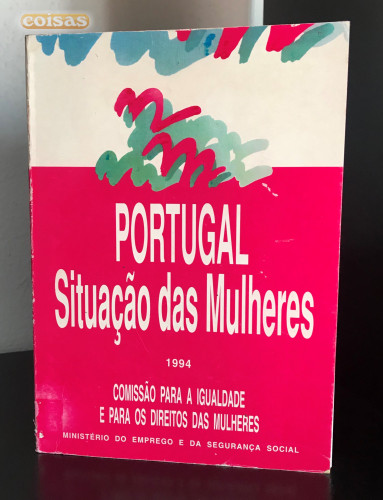 coisas
PORTUGAL
Situação das Mulheres
1994
COMISSÃO PARA A IGUALDADE
E PARA OS DIREITOS DAS MULHERES
MINISTÉRIO DO EMPREGO E DA SEGURANÇA SOCIAL